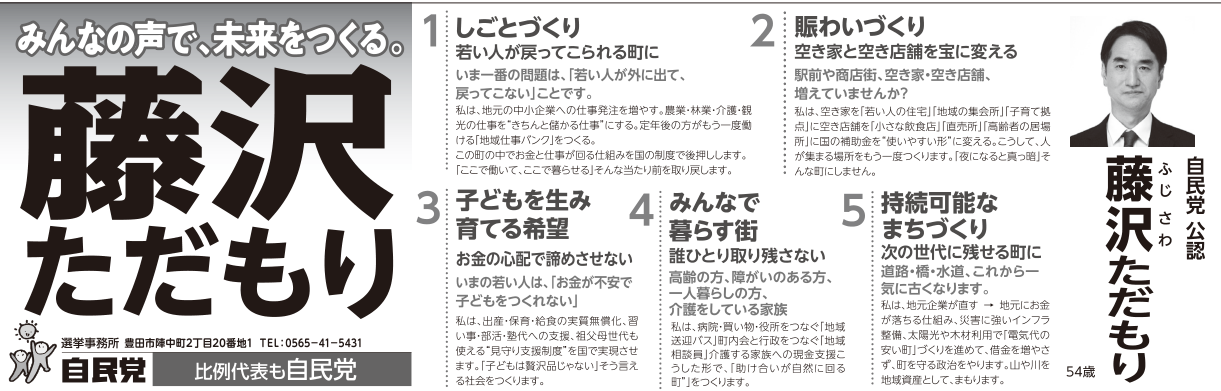 みんなの声で、未来をつくる。
藤沢
ただもり
選挙事務所 豊田市陣中町2丁目20番地1 TEL:0565-41-5431
自民党
比例代表も自民党
1 しごとづくり
若い人が戻ってこられる町に
いま一番の問題は、「若い人が外に出て、
戻ってこない」ことです。
私は、地元の中小企業への仕事発注を増やす。農業・林業・介護・観
光の仕事を“きちんと儲かる仕事”にする。定年後の方がもう一度働
ける「地域仕事バンク」をつくる。
この町の中でお金と仕事が回る仕組みを国の制度で後押しします。
「ここで働いて、ここで暮らせる」そんな当たり前を取り戻します。
2 賑わいづくり
空き家と空き店舗を宝に変える
駅前や商店街、空き家・空き店舗、
増えていませんか?
私は、空き家を「若い人の住宅」「地域の集会所」「子育て拠
点」に空き店舗を「小さな飲食店」「直売所」「高齢者の居場
所」に国の補助金を“使いやすい形”に変える。こうして、人
が集まる場所をもう一度つくります。「夜になると真っ暗」そ
んな町にしません。
3 子どもを生み
育てる希望
お金の心配で諦めさせない
いまの若い人は、「お金が不安で
子どもをつくれない」
私は、出産・保育・給食の実質無償化、習
い事・部活・塾代への支援、祖父母世代も
使える“見守り支援制度”を国で実現させ
ます。「子どもは贅沢品じゃない」そう言え
る社会をつくります。
4 みんなで
暮らす街
誰ひとり取り残さない
高齢の方、障がいのある方、
一人暮らしの方、
介護をしている家族
私は、病院・買い物・役所をつなぐ「地域
送迎バス」町内会と行政をつなぐ「地域
相談員」介護する家族への現金支援こ
うした形で、「助け合いが自然に回る
町”」をつくります。
5 持続可能な
まちづくり
次の世代に残せる町に
道路・橋・水道、これから一
気に古くなります。
私は、地元企業が直す → 地元にお金
が落ちる仕組み、災害に強いインフラ
整備、太陽光や木材利用で「電気代の
安い町」づくりを進めて、借金を増やさ
ず、町を守る政治をやります。山や川を
地域資産として、まもります。
自民党 公認
藤沢ただもり
ふじさわ
54歳